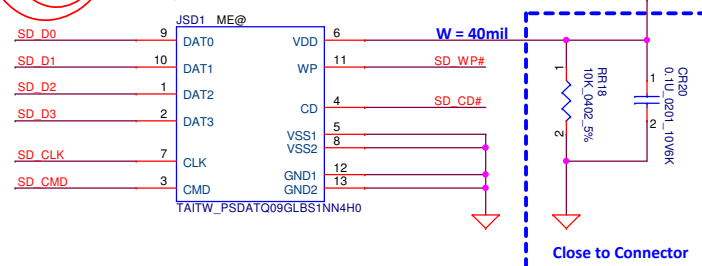 JSD1 ME@
SD_D0 9 DAT0 VDD 6 W = 40mil
SD_D1 10 DAT1 WP 11 SD_WP#
SD_D2 1 DAT2
SD_D3 2 DAT3 CD 4 SD_CD#
VSS1 5
VSS2 8
SD_CLK 7 CLK
GND1 12
SD_CMD 3 CMD GND2 13
TAITW_PSDATQ09GLBS1NN4H0
1
2
RR18
10K_0402_5%
1
2
CR20
0.1U_0201_10V6K
Close to Connector